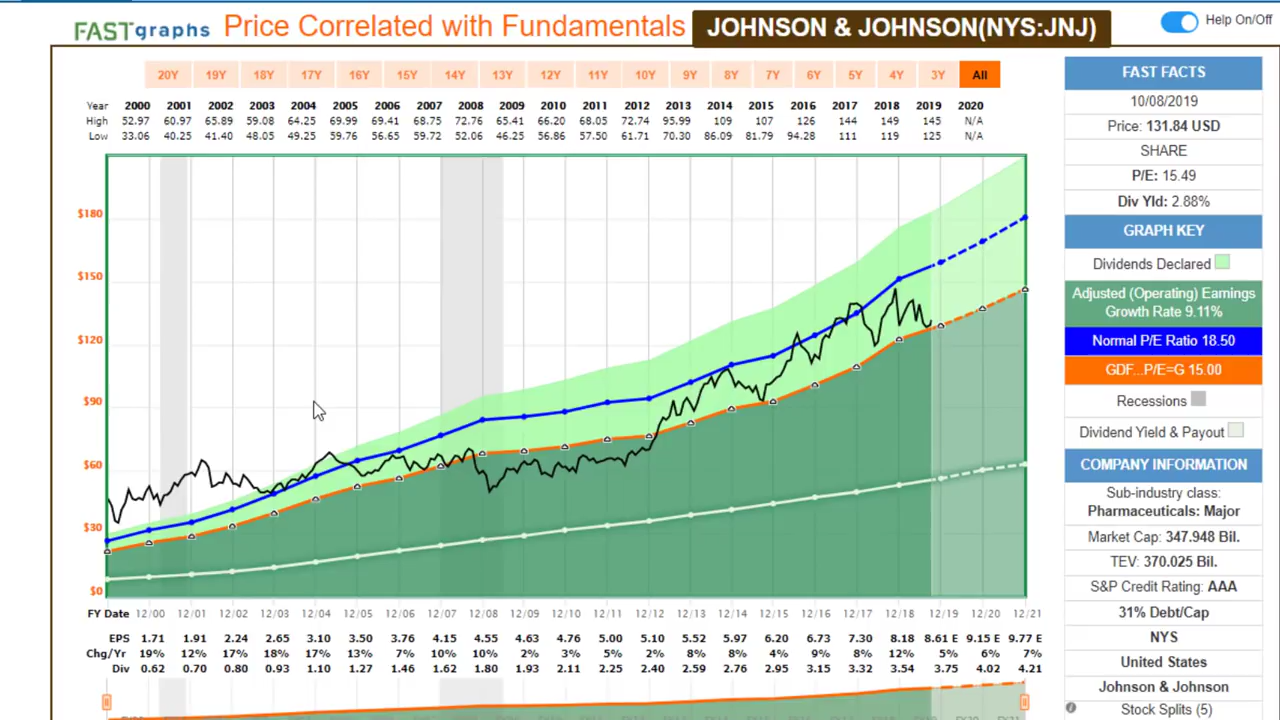 FASTgraphs Price Correlated with Fundamentals JOHNSON & JOHNSON(NYS:JNJ) Help On/Off
20Y 19Y 18Y 17Y 16Y 15Y 14Y 13Y 12Y 11Y 10Y 9Y 8Y 7Y 6Y 5Y 4Y 3Y All
Year 2000 2001 2002 2003 2004 2005 2006 2007 2008 2009 2010 2011 2012 2013 2014 2015 2016 2017 2018 2019 2020
High 52.97 60.97 65.89 59.08 64.25 69.99 69.41 68.75 72.76 65.41 66.20 68.05 72.74 95.99 109 107 126 144 149 145 N/A
Low 33.06 40.25 41.40 48.05 49.25 59.76 56.65 59.72 52.06 46.25 56.86 57.50 61.71 70.30 86.09 81.79 94.28 111 119 125 N/A
$180
$150
$120
$90
$60
$30
$0
FY Date 12/00 12/01 12/02 12/03 12/04 12/05 12/06 12/07 12/08 12/09 12/10 12/11 12/12 12/13 12/14 12/15 12/16 12/17 12/18 12/19 12/20 12/21
EPS 1.71 1.91 2.24 2.65 3.10 3.50 3.76 4.15 4.55 4.63 4.76 5.00 5.10 5.52 5.97 6.20 6.73 7.30 8.18 8.61 E 9.15 E 9.77 E
Chg/Yr 19% 12% 17% 18% 17% 13% 7% 10% 10% 2% 3% 5% 2% 8% 8% 4% 9% 8% 12% 5% 6% 7%
Div 0.62 0.70 0.80 0.93 1.10 1.27 1.46 1.62 1.80 1.93 2.11 2.25 2.40 2.59 2.76 2.95 3.15 3.32 3.54 3.75 4.02 4.21
FAST FACTS
10/08/2019
Price: 131.84 USD
SHARE
P/E: 15.49
Div Yld: 2.88%
GRAPH KEY
Dividends Declared
Adjusted (Operating) Earnings
Growth Rate 9.11%
Normal P/E Ratio 18.50
GDF...P/E=G 15.00
Recessions
Dividend Yield & Payout
COMPANY INFORMATION
Sub-industry class:
Pharmaceuticals: Major
Market Cap: 347.948 Bil.
TEV: 370.025 Bil.
S&P Credit Rating: AAA
31% Debt/Cap
NYS
United States
Johnson & Johnson
Stock Splits (5)